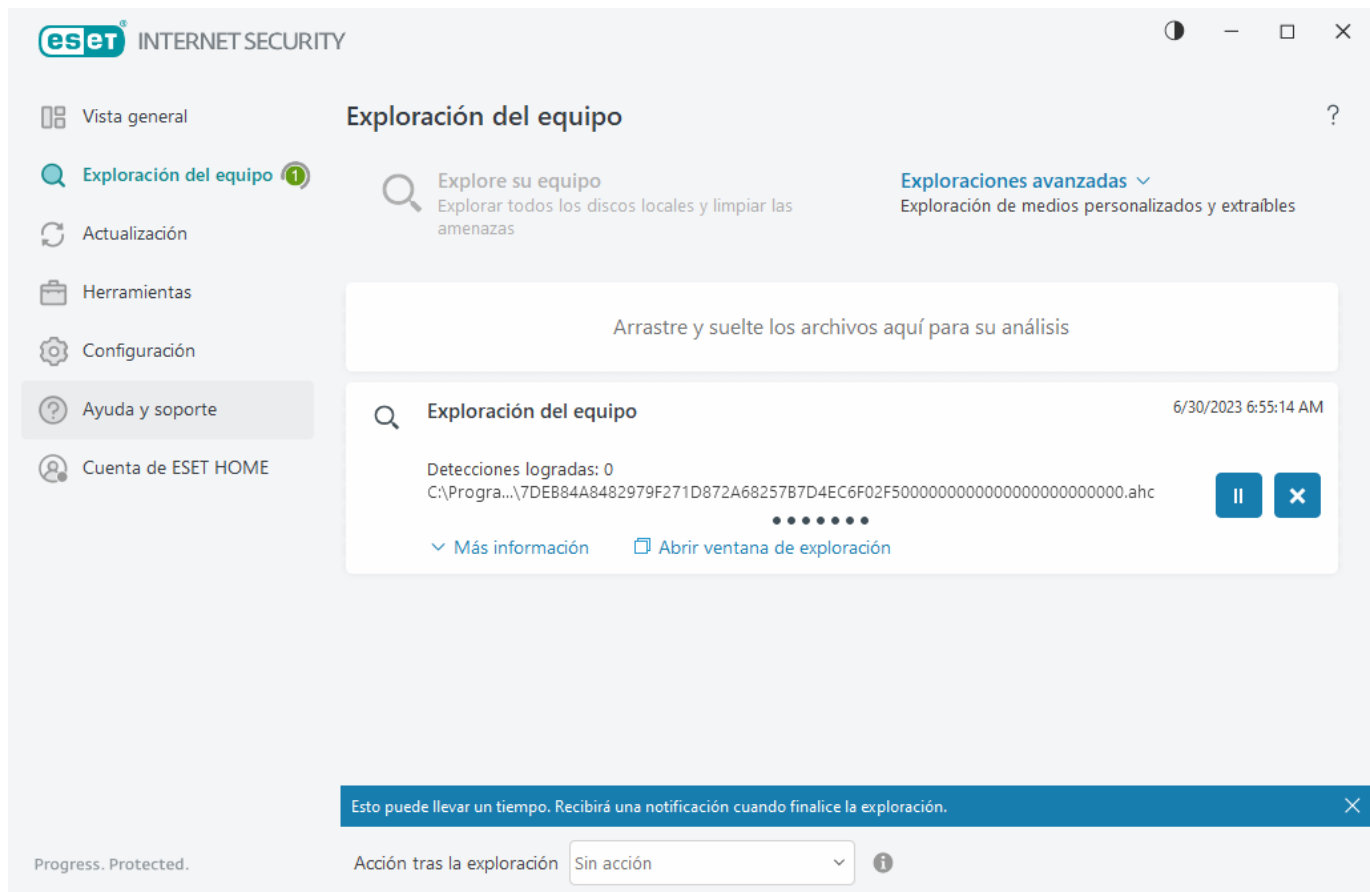 eset® INTERNET SECURITY
Vista general
Exploración del equipo 1
Actualización
Herramientas
Configuración
Ayuda y soporte
Cuenta de ESET HOME
Progress. Protected.
Exploración del equipo
?
Explore su equipo
Explorar todos los discos locales y limpiar las
amenazas
Exploraciones avanzadas
Exploración de medios personalizados y extraíbles
Arrastre y suelte los archivos aquí para su análisis
Exploración del equipo
6/30/2023 6:55:14 AM
Detecciones logradas: 0
C:\Progra...\7DEB84A8482979F271D872A68257B7D4EC6F02F5000000000000000000000000.ahc
Más información
Abrir ventana de exploración
Esto puede llevar un tiempo. Recibirá una notificación cuando finalice la exploración.
Acción tras la exploración
Sin acción